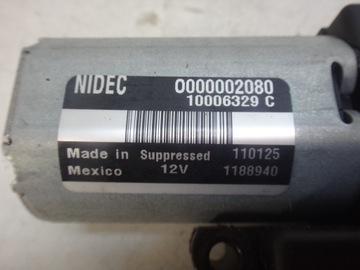 NIDEC 0000002080
10006329 C
Made in Suppressed 110125
Mexico 12V 1188940